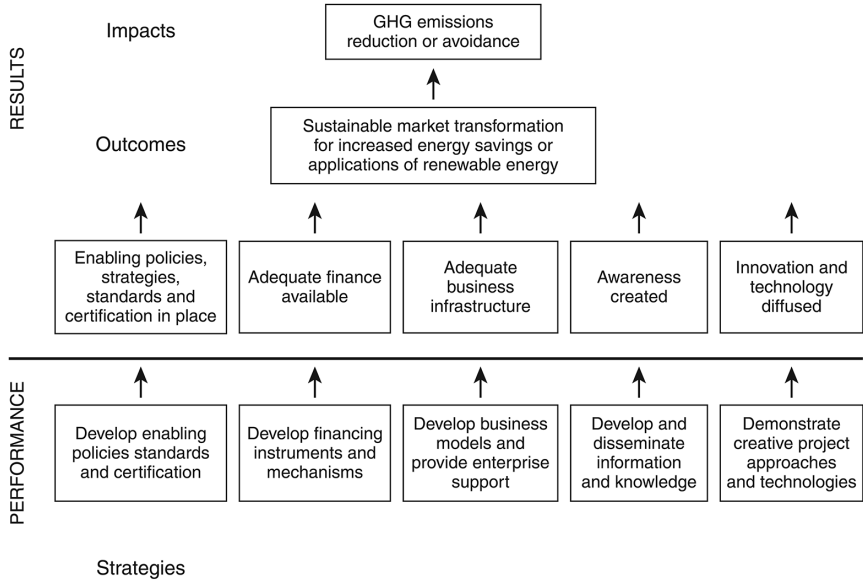 RESULTS
Impacts
GHG emissions
reduction or avoidance
Outcomes
Sustainable market transformation
for increased energy savings or
applications of renewable energy
Enabling policies,
strategies,
standards and
certification in place
Adequate finance
available
Adequate
business
infrastructure
Awareness
created
Innovation and
technology
diffused
PERFORMANCE
Develop enabling
policies standards
and certification
Develop financing
instruments and
mechanisms
Develop business
models and
provide enterprise
support
Develop and
disseminate
information
and knowledge
Demonstrate
creative project
approaches
and technologies
Strategies